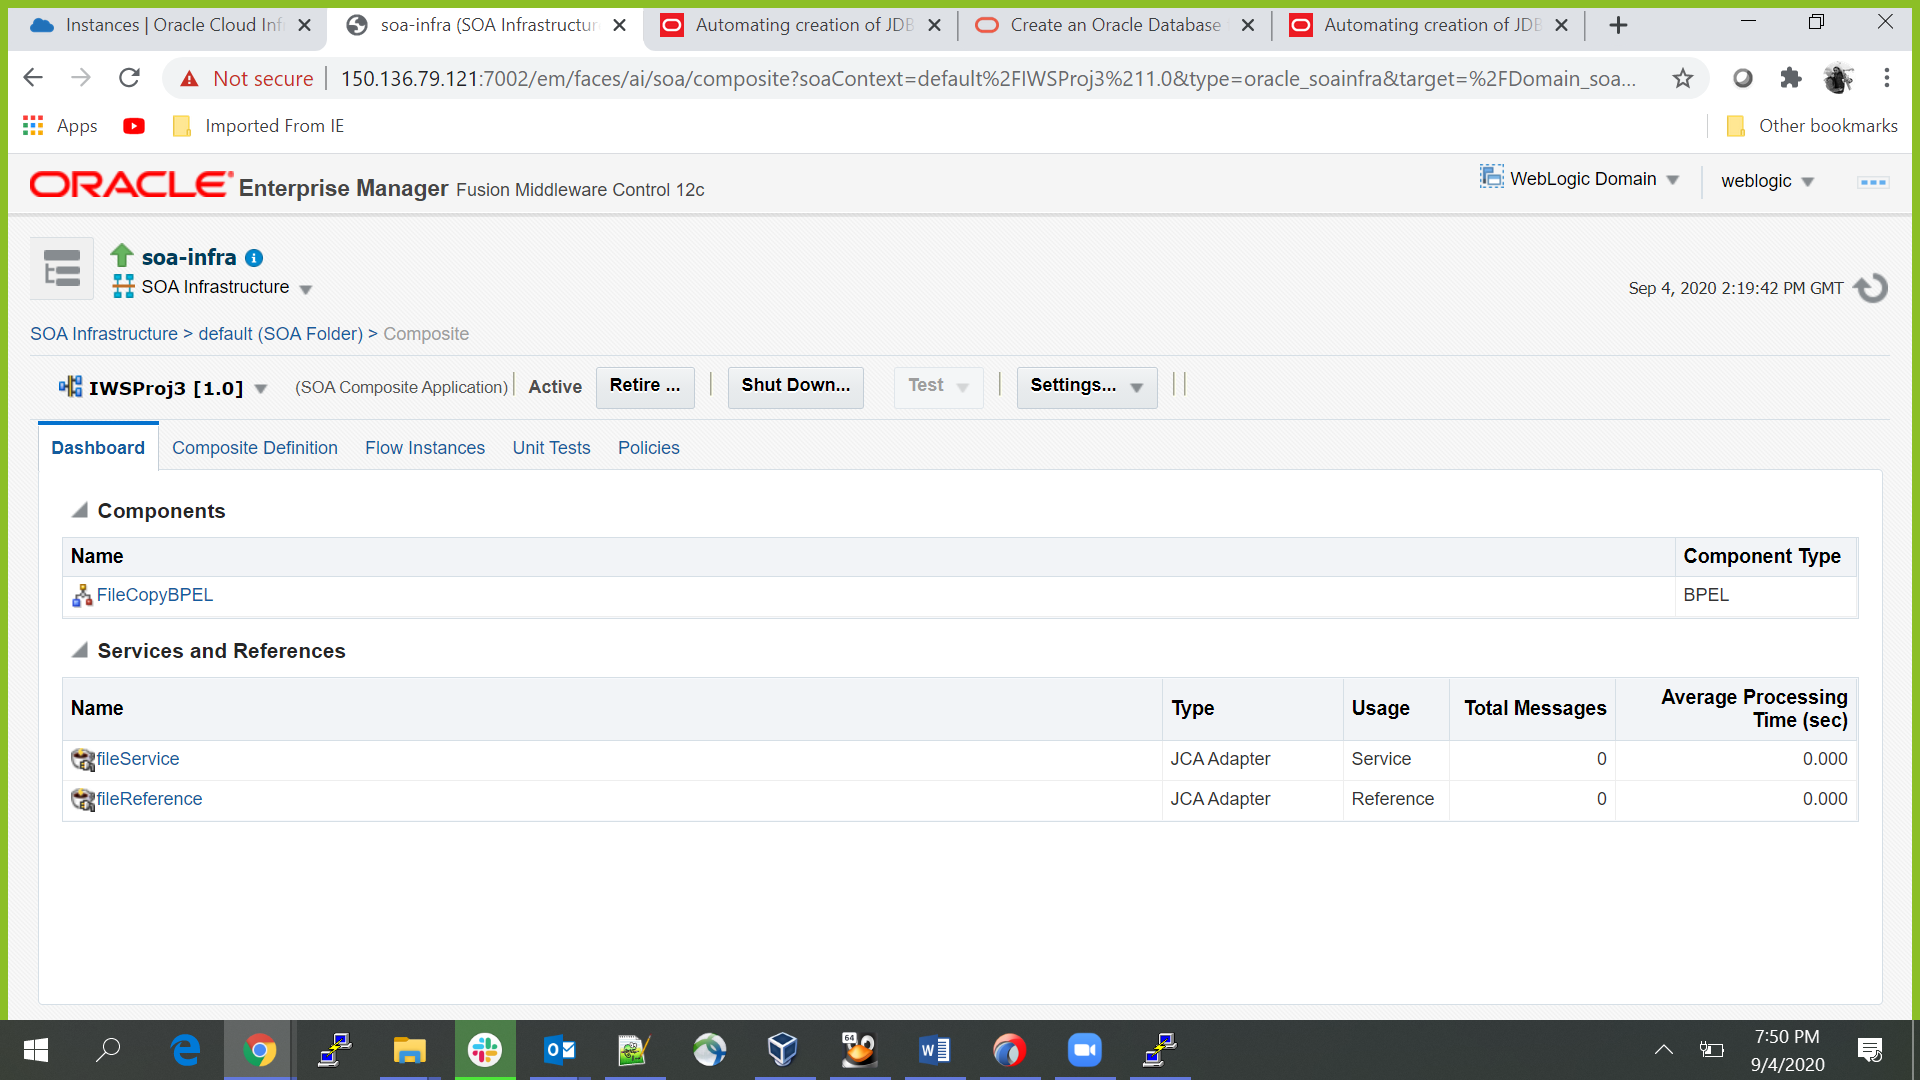 Instances | Oracle Cloud Inf
soa-infra (SOA Infrastructur
Automating creation of JDB
Create an Oracle Database
Automating creation of JDB
Not secure
150.136.79.121:7002/em/faces/ai/soa/composite?soaContext=default%2FIWSProj3%211.0&type=oracle_soainfra&target=%2FDomain_soa...
Apps
Imported From IE
Other bookmarks
ORACLE Enterprise Manager Fusion Middleware Control 12c
WebLogic Domain
weblogic
soa-infra
SOA Infrastructure
Sep 4, 2020 2:19:42 PM GMT
SOA Infrastructure > default (SOA Folder) > Composite
IWSProj3 [1.0] (SOA Composite Application) Active Retire ... Shut Down... Test Settings...
Dashboard Composite Definition Flow Instances Unit Tests Policies
Components
Name Component Type
FileCopyBPEL BPEL
Services and References
Name Type Usage Total Messages Average Processing
Time (sec)
fileService JCA Adapter Service 0 0.000
fileReference JCA Adapter Reference 0 0.000
64
7:50 PM
9/4/2020